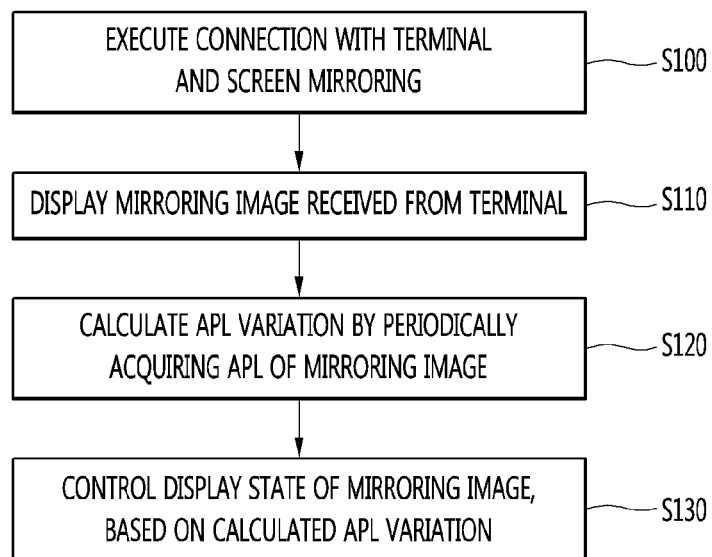 EXECUTE CONNECTION WITH TERMINAL
AND SCREEN MIRRORING
S100
DISPLAY MIRRORING IMAGE RECEIVED FROM TERMINAL
S110
CALCULATE APL VARIATION BY PERIODICALLY
ACQUIRING APL OF MIRRORING IMAGE
S120
CONTROL DISPLAY STATE OF MIRRORING IMAGE,
BASED ON CALCULATED APL VARIATION
S130